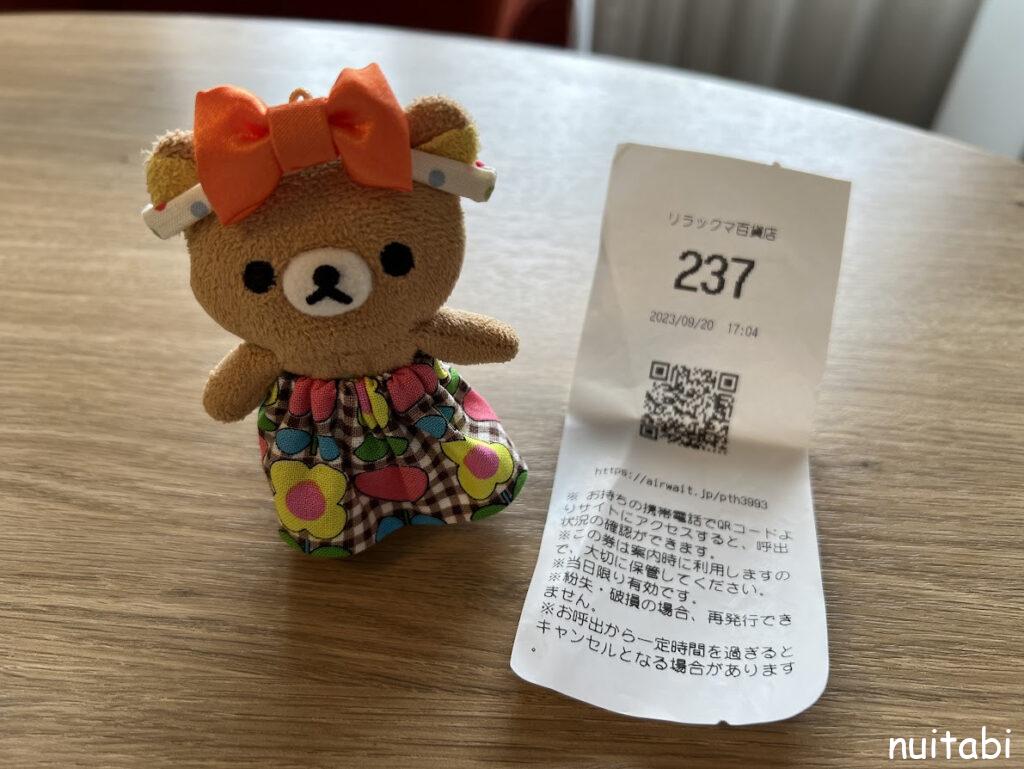 リラックマ百貨店
237
2023/09/20 17:04
https://airwait.jp/pth3993
※ お持ちの携帯電話でQRコードよ
りサイトにアクセスすると、呼出
状況の確認ができます。
※この券は案内時に利用しますの
で、大切に保管してください。
※当日限り有効です。
※紛失・破損の場合、再発行でき
ません。
※お呼出から一定時間を過ぎると
キャンセルとなる場合があります
。
nuitabi